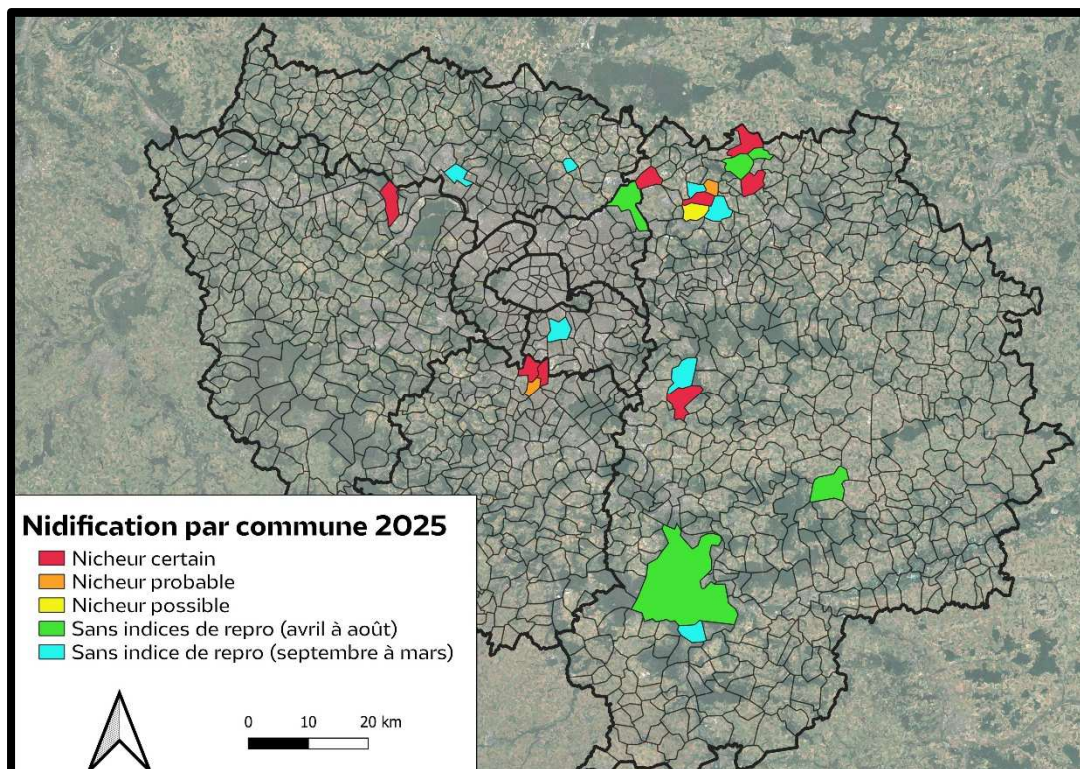 Nidification par commune 2025
Nicheur certain
Nicheur probable
Nicheur possible
Sans indices de repro (avril à août)
Sans indice de repro (septembre à mars)
0 10 20 km